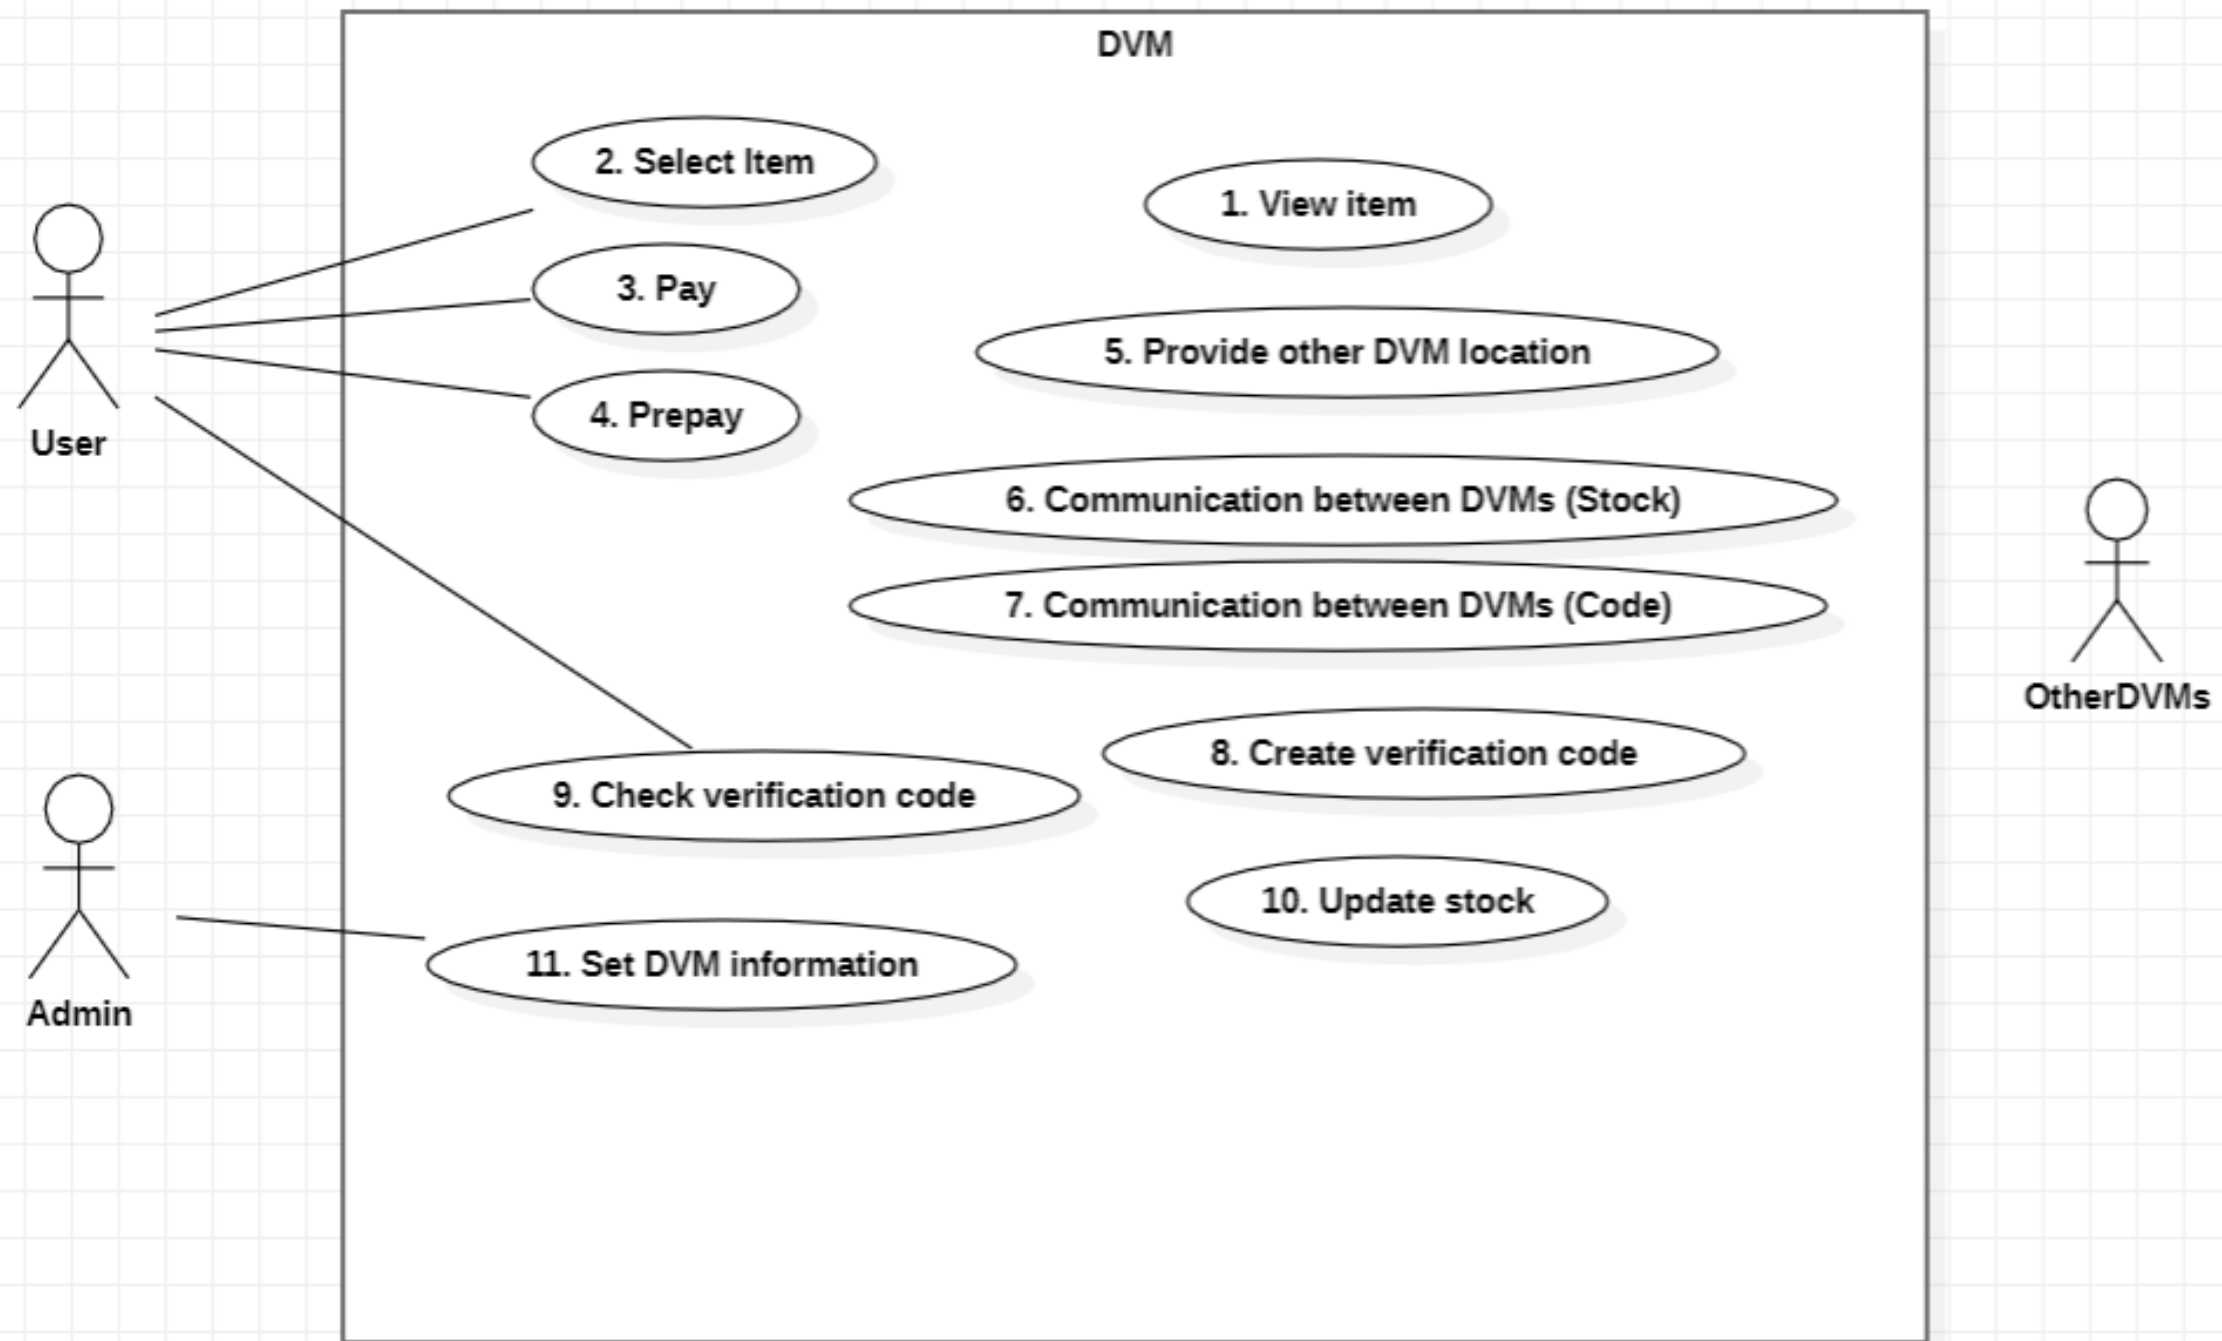 DVM
2. Select Item
1. View item
3. Pay
5. Provide other DVM location
4. Prepay
User
6. Communication between DVMs (Stock)
7. Communication between DVMs (Code)
OtherDVMs
8. Create verification code
9. Check verification code
10. Update stock
11. Set DVM information
Admin